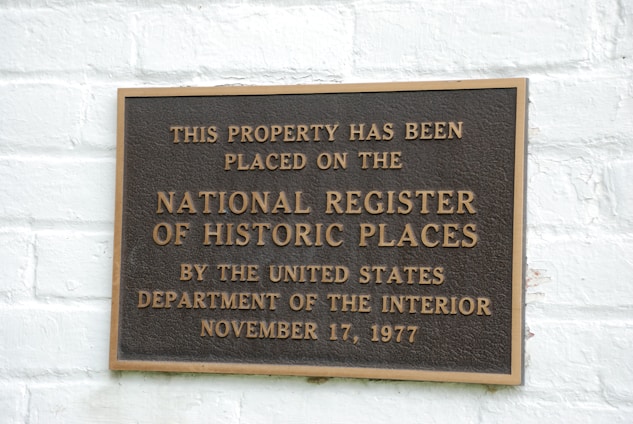 THIS PROPERTY HAS BEEN
PLACED ON THE
NATIONAL REGISTER
OF HISTORIC PLACES
BY THE UNITED STATES
DEPARTMENT OF THE INTERIOR
NOVEMBER 17, 1977